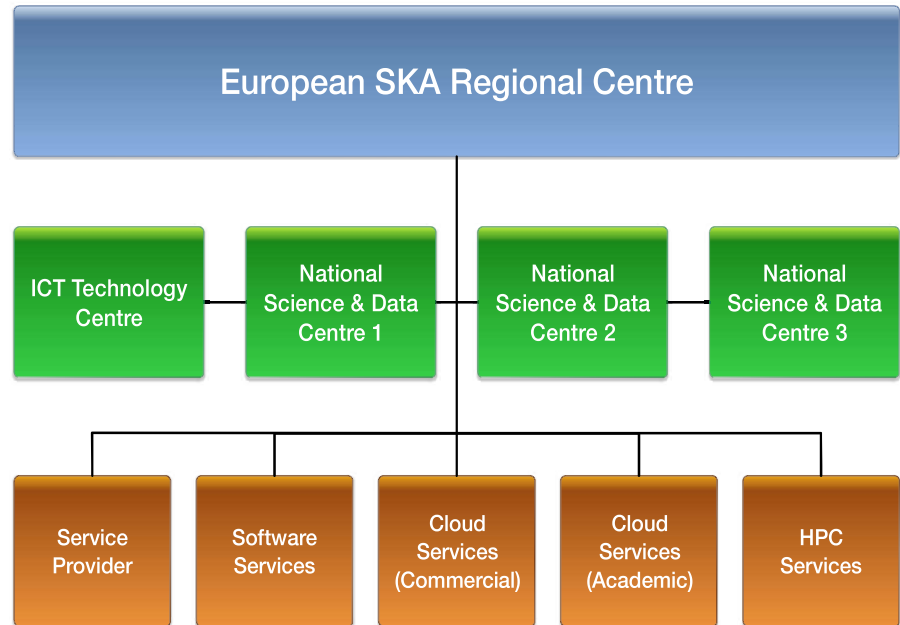 European SKA Regional Centre
ICT Technology
Centre
National
Science & Data
Centre 1
National
Science & Data
Centre 2
National
Science & Data
Centre 3
Service
Provider
Software
Services
Cloud
Services
(Commercial)
Cloud
Services
(Academic)
HPC
Services